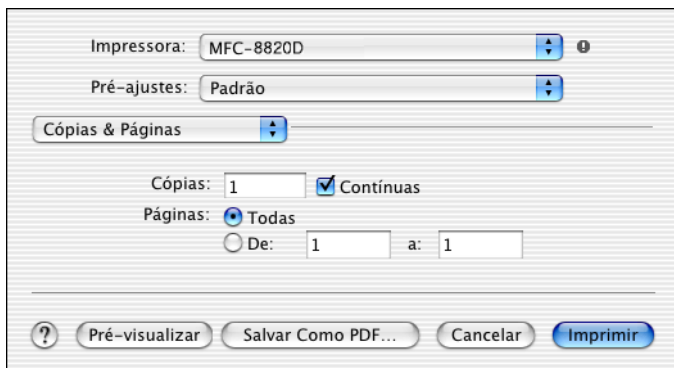 Impressora: MFC-8820D
Pré-ajustes: Padrão
Cópias & Páginas
Cópias: 1 Contínuas
Páginas: Todas
De: 1 a: 1
? Pré-visualizar Salvar Como PDF... Cancelar Imprimir